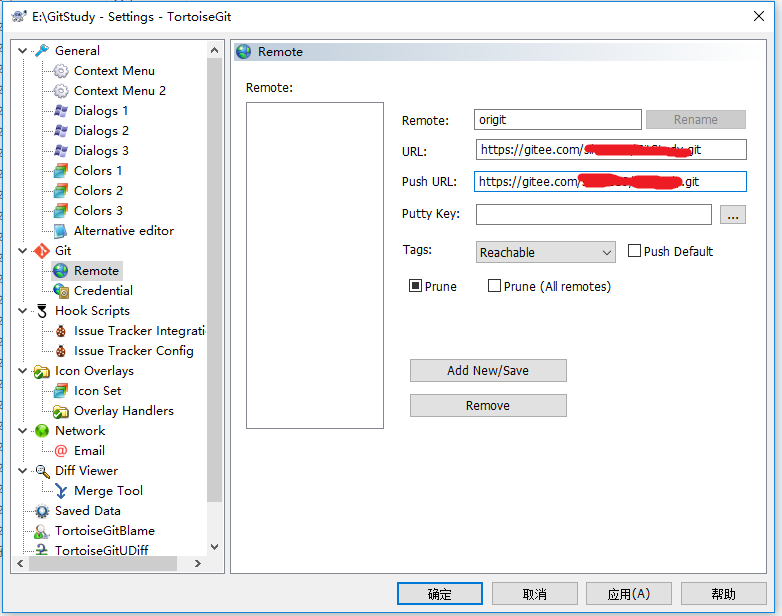 E:\GitStudy - Settings - TortoiseGit
General
Context Menu
Context Menu 2
Dialogs 1
Dialogs 2
Dialogs 3
Colors 1
Colors 2
Colors 3
Alternative editor
Git
Remote
Credential
Hook Scripts
Issue Tracker Integrati
Issue Tracker Config
Icon Overlays
Icon Set
Overlay Handlers
Network
Email
Diff Viewer
Merge Tool
Saved Data
TortoiseGitBlame
TortoiseGitUDiff
Remote
Remote:
Remote: origit Rename
URL: https://gitee.com/ .git
Push URL: https://gitee.com/ .git
Putty Key: ...
Tags: Reachable Push Default
Prune Prune (All remotes)
Add New/Save
Remove
确定 取消 应用(A) 帮助